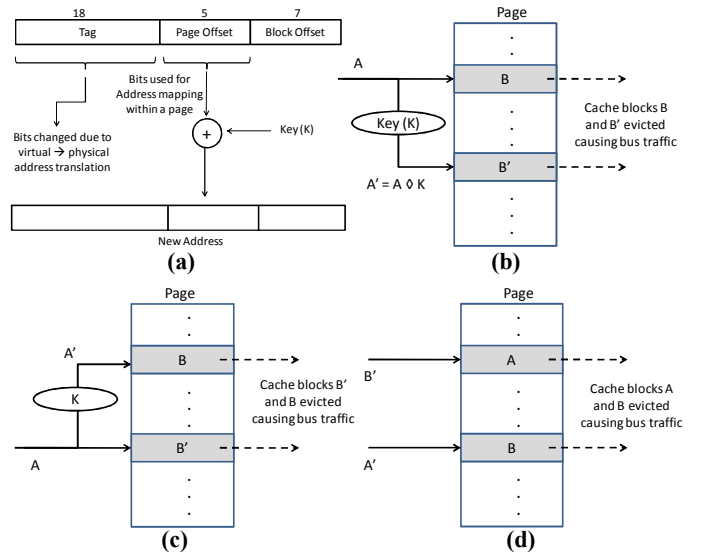 18
5
7
Tag
Page Offset
Block Offset
Bits used for
Address mapping
within a page
+
Key (K)
Bits changed due to
virtual → physical
address translation
New Address
(a)
Page
A
B
Key (K)
Cache blocks B
and B’ evicted
causing bus traffic
B’
A’ = A ◊ K
(b)
Page
A’
B
K
Cache blocks B’
and B evicted
causing bus traffic
B’
A
(c)
Page
A
B’
Cache blocks A
and B evicted
causing bus traffic
B
A’
(d)